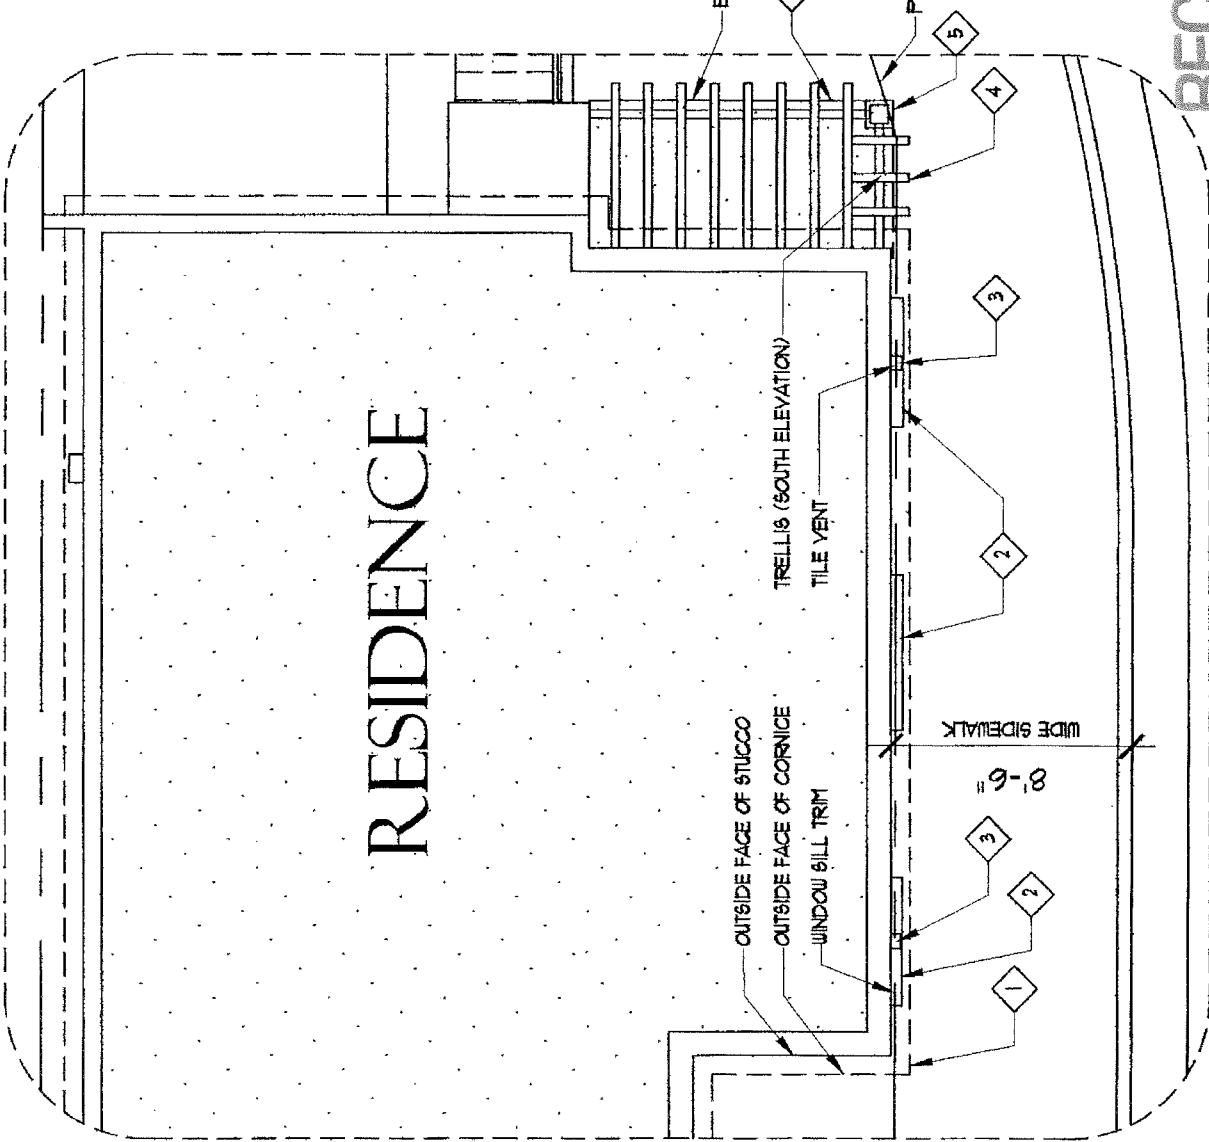 RESIDENCE
OUTSIDE FACE OF STUCCO
OUTSIDE FACE OF CORNICE
WINDOW SILL TRIM
TRELLIS (SOUTH ELEVATION)
TILE VENT
8'-6"
WIDE SIDEWALK
1
2
3
2
3
4
5
P
REC